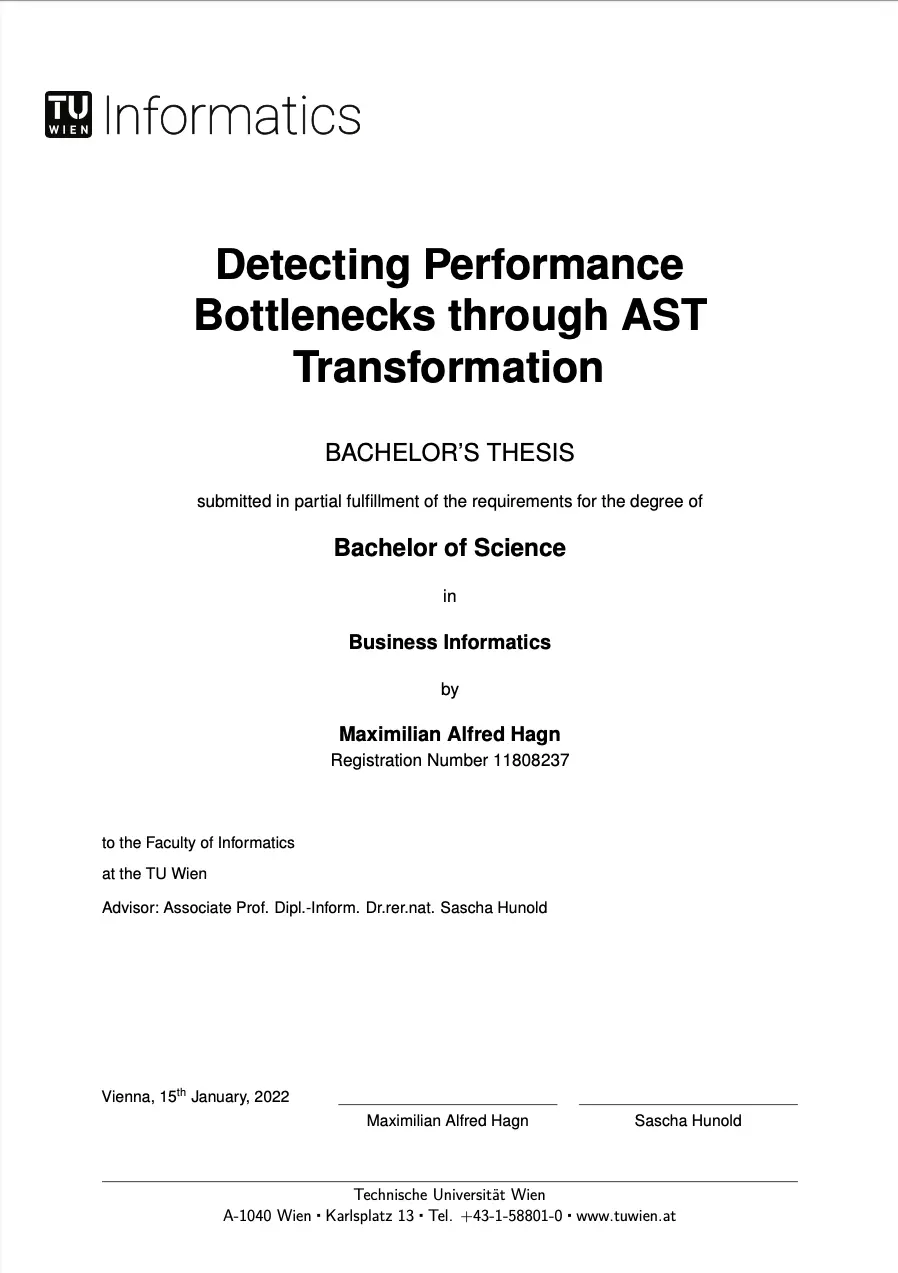 TU
WIEN
Informatics
Detecting Performance
Bottlenecks through AST
Transformation
BACHELOR’S THESIS
submitted in partial fulfillment of the requirements for the degree of
Bachelor of Science
in
Business Informatics
by
Maximilian Alfred Hagn
Registration Number 11808237
to the Faculty of Informatics
at the TU Wien
Advisor: Associate Prof. Dipl.-Inform. Dr.rer.nat. Sascha Hunold
Vienna, 15th January, 2022
Maximilian Alfred Hagn Sascha Hunold
Technische Universität Wien
A-1040 Wien ▪ Karlsplatz 13 ▪ Tel. +43-1-58801-0 ▪ www.tuwien.at